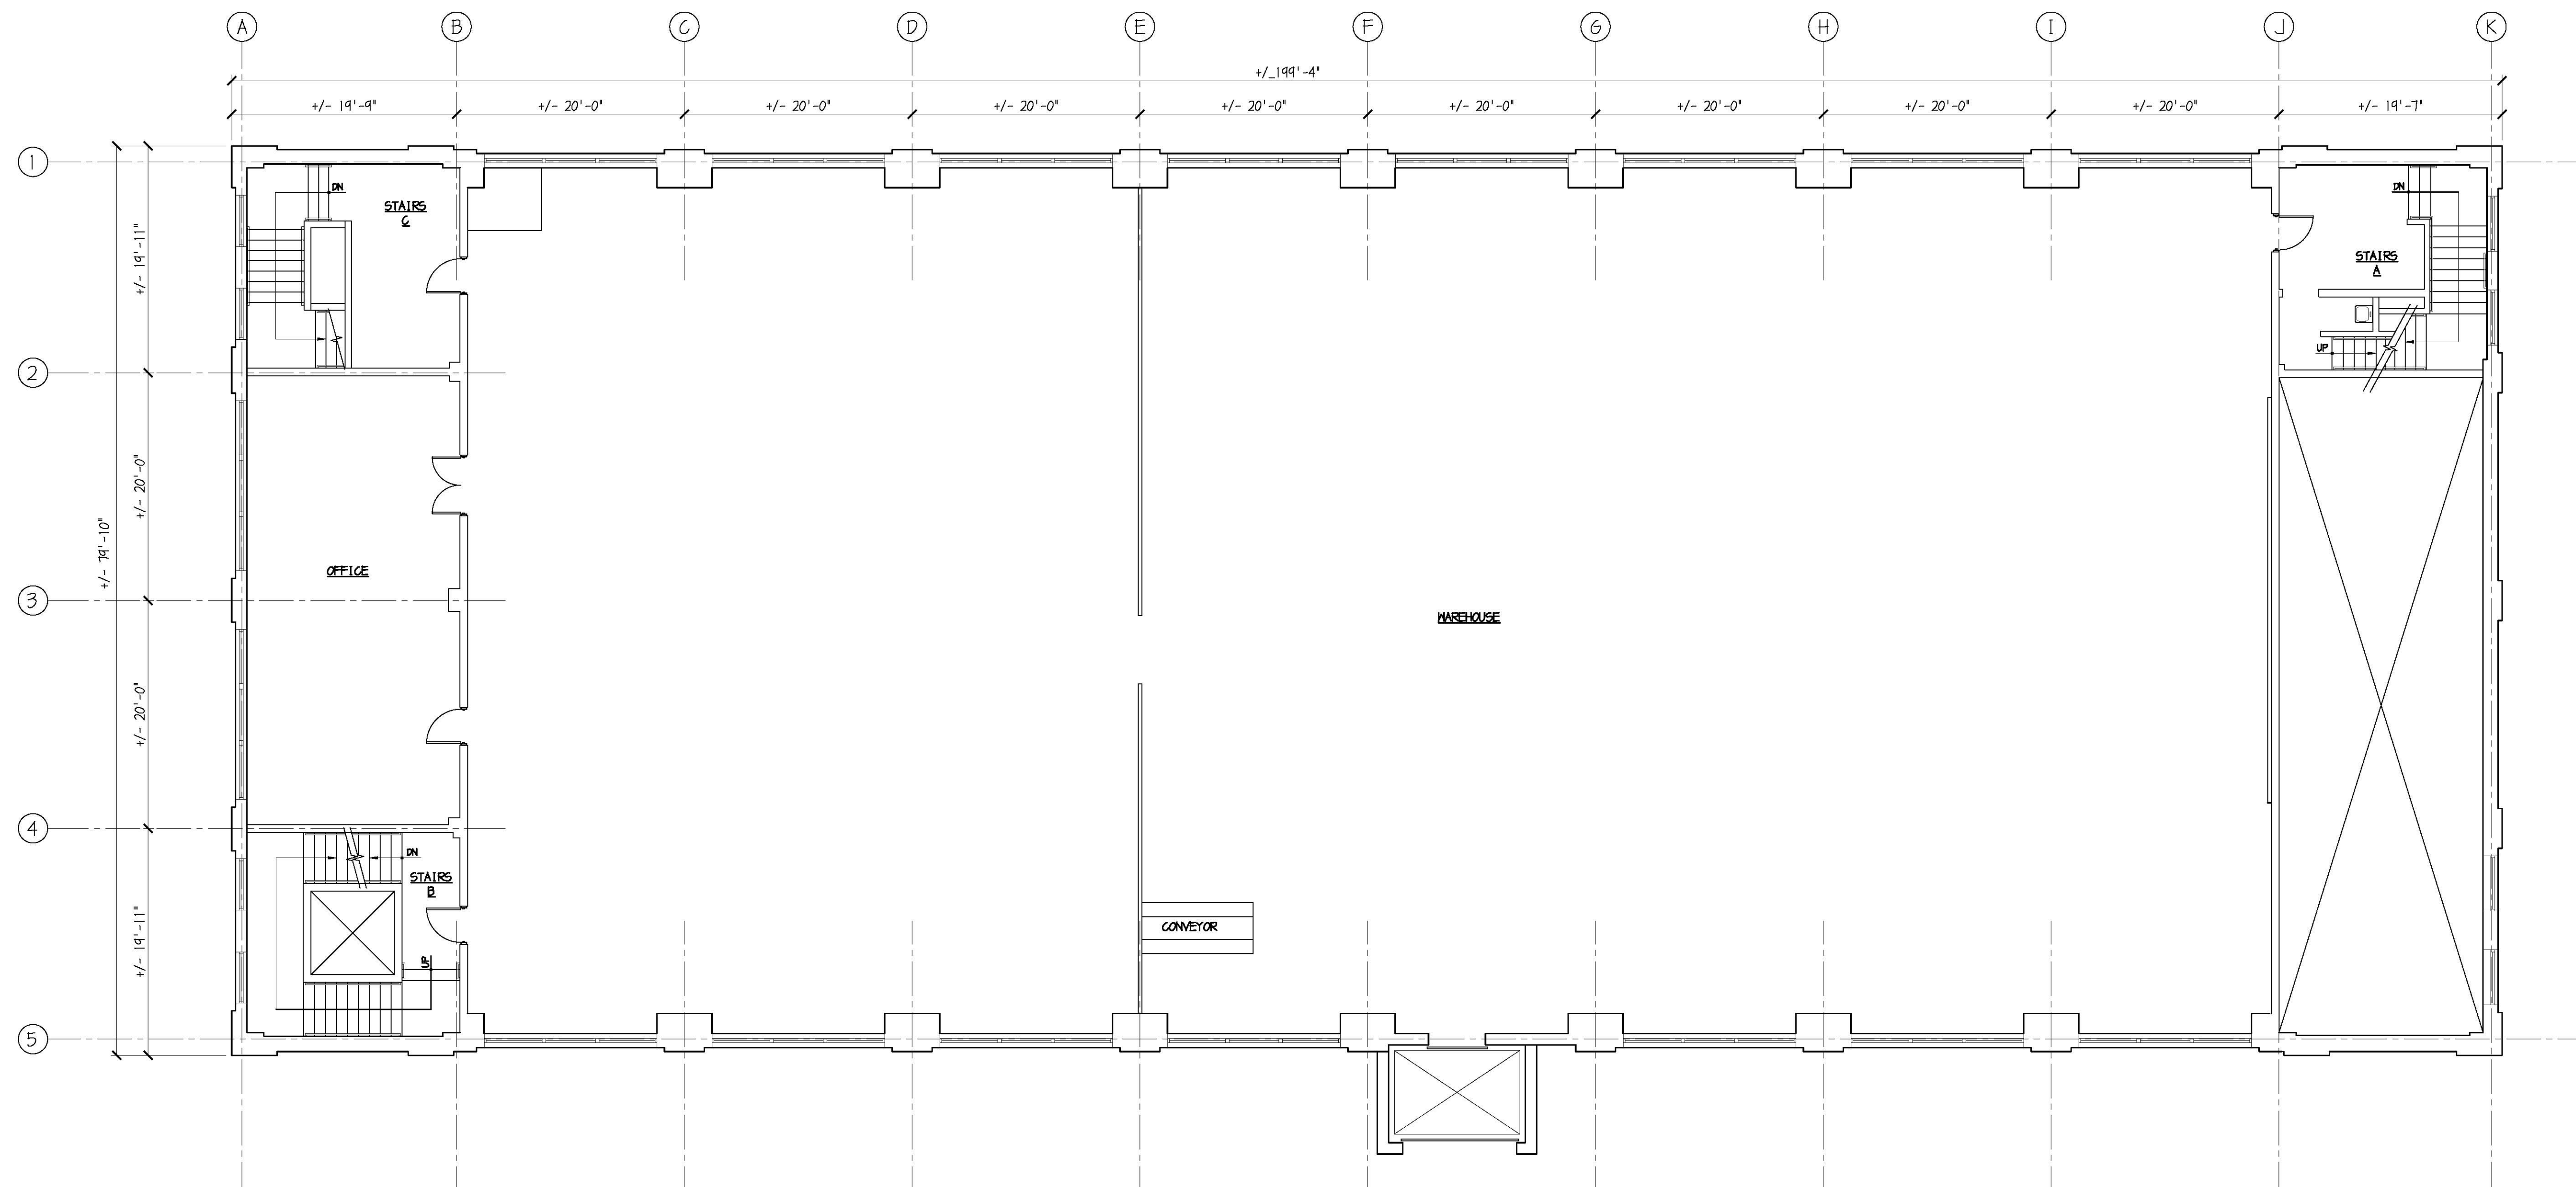 A B C D E F G H I J K
+/_199'-4"
+/- 19'-9" +/- 20'-0" +/- 20'-0" +/- 20'-0" +/- 20'-0" +/- 20'-0" +/- 20'-0" +/- 20'-0" +/- 20'-0" +/- 19'-7"
1
DN
STAIRS
C
DN
STAIRS
A
UP
+/- 19'-11"
2
+/- 20'-0"
+/- 79'-10"
OFFICE
3
WAREHOUSE
+/- 20'-0"
4
DN
STAIRS
B
UP
CONVEYOR
+/- 19'-11"
5